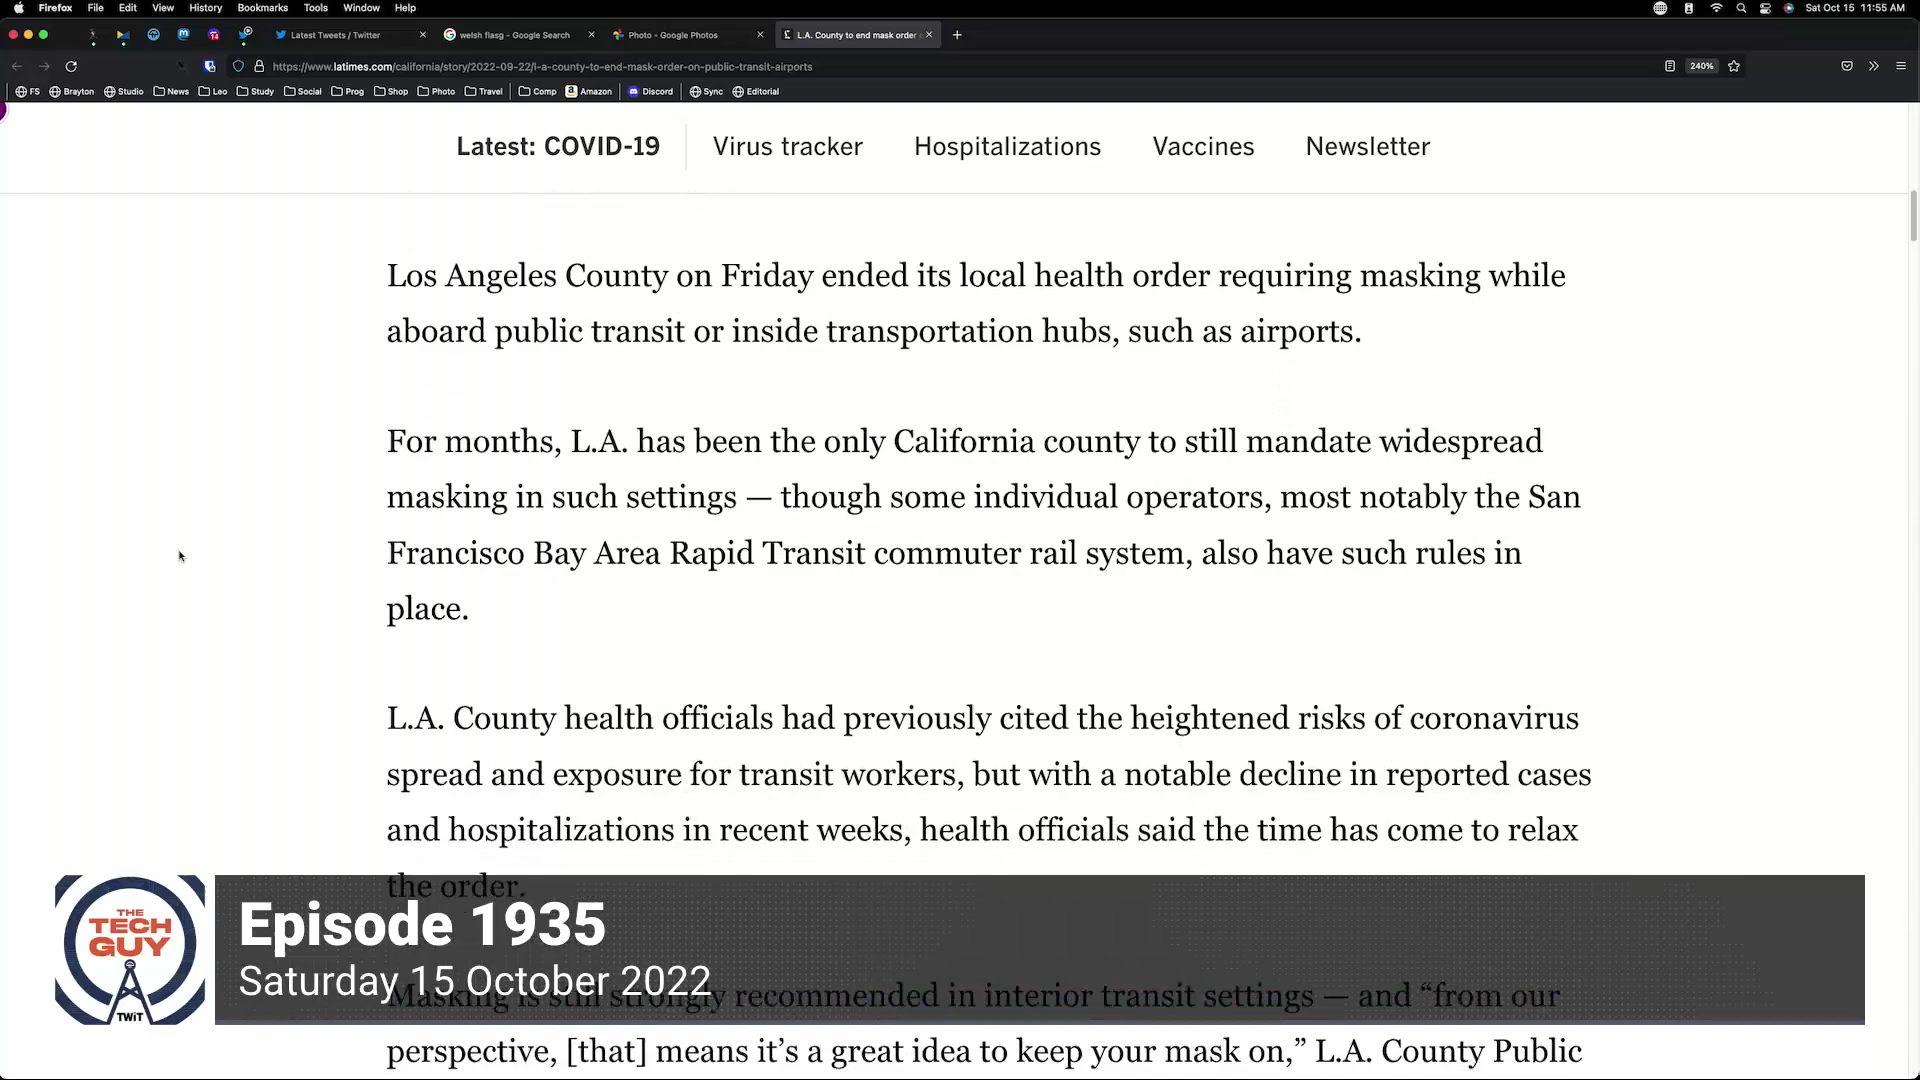 Firefox File Edit View History Bookmarks Tools Window Help Sat Oct 15 11:55 AM
Latest Tweets / Twitter welsh flasg - Google Search Photo - Google Photos L.A. County to end mask order
https://www.latimes.com/california/story/2022-09-22/l-a-county-to-end-mask-order-on-public-transit-airports 240%
FS Brayton Studio News Leo Study Social Prog Shop Photo Travel Comp Amazon Discord Sync Editorial
Latest: COVID-19 Virus tracker Hospitalizations Vaccines Newsletter
Los Angeles County on Friday ended its local health order requiring masking while
aboard public transit or inside transportation hubs, such as airports.
For months, L.A. has been the only California county to still mandate widespread
masking in such settings — though some individual operators, most notably the San
Francisco Bay Area Rapid Transit commuter rail system, also have such rules in
place.
L.A. County health officials had previously cited the heightened risks of coronavirus
spread and exposure for transit workers, but with a notable decline in reported cases
and hospitalizations in recent weeks, health officials said the time has come to relax
the order.
THE
TECH
GUY
TWiT
Episode 1935
Saturday 15 October 2022
Masking is still strongly recommended in interior transit settings — and “from our
perspective, [that] means it’s a great idea to keep your mask on,” L.A. County Public